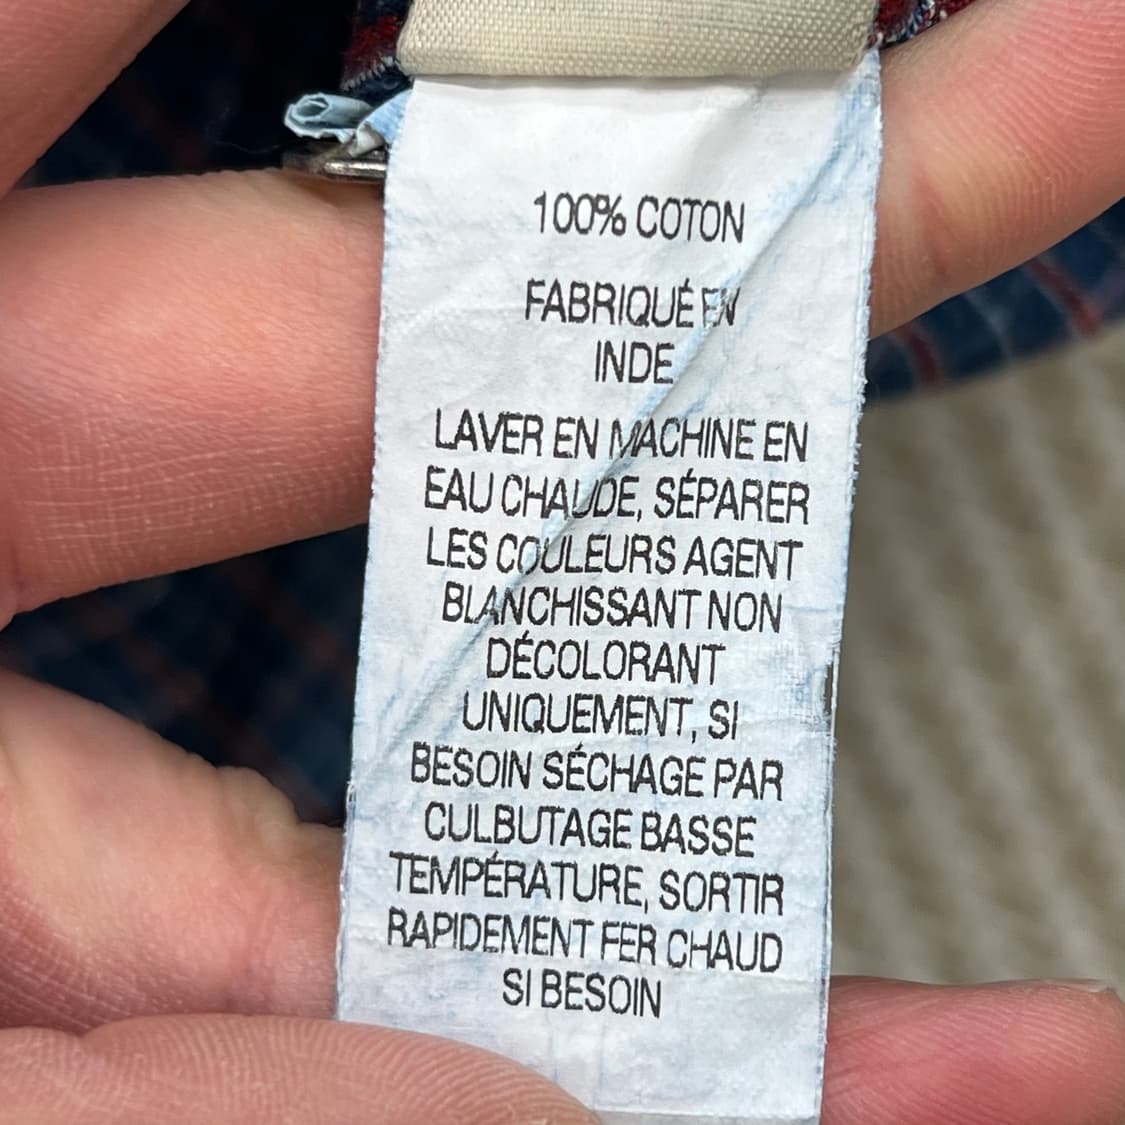 100% COTON
FABRIQUÉ EN
INDE
LAVER EN MACHINE EN
EAU CHAUDE, SÉPARER
LES COULEURS AGENT
BLANCHISSANT NON
DÉCOLORANT
UNIQUEMENT, SI
BESOIN SÉCHAGE PAR
CULBUTAGE BASSE
TEMPÉRATURE, SORTIR
RAPIDEMENT FER CHAUD
SI BESOIN